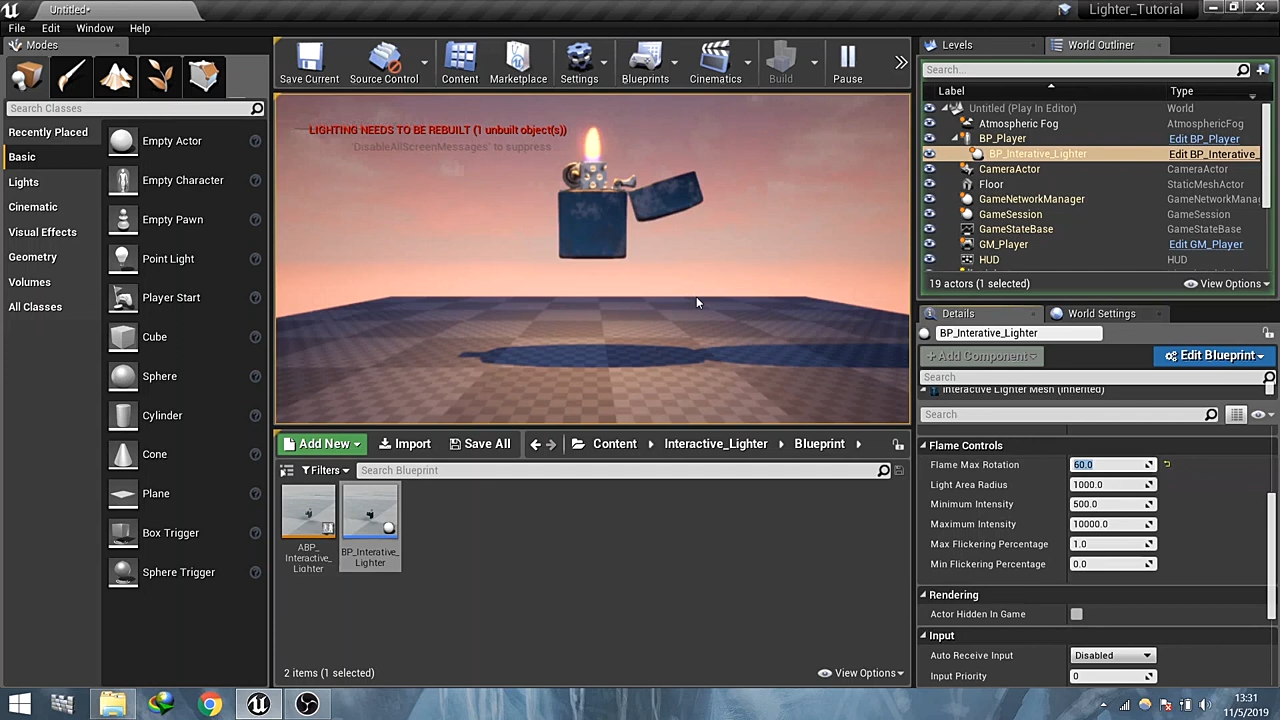 Untitled*
Lighter_Tutorial
File Edit Window Help
Modes
Search Classes
Recently Placed
Basic
Lights
Cinematic
Visual Effects
Geometry
Volumes
All Classes
Empty Actor
Empty Character
Empty Pawn
Point Light
Player Start
Cube
Sphere
Cylinder
Cone
Plane
Box Trigger
Sphere Trigger
Save Current
Source Control
Content
Marketplace
Settings
Blueprints
Cinematics
Build
Pause
LIGHTING NEEDS TO BE REBUILT (1 unbuilt object(s))
'DisableAllScreenMessages' to suppress
Add New Import Save All Content Interactive_Lighter Blueprint
Filters Search Blueprint
ABP_
Interactive_
Lighter
BP_Interative_
Lighter
2 items (1 selected)
View Options
Levels World Outliner
Search...
Label Type
Untitled (Play In Editor) World
Atmospheric Fog AtmosphericFog
BP_Player Edit BP_Player
BP_Interative_Lighter Edit BP_Interative_
CameraActor CameraActor
Floor StaticMeshActor
GameNetworkManager GameNetworkMana
GameSession GameSession
GameStateBase GameStateBase
GM_Player Edit GM_Player
HUD HUD
19 actors (1 selected) View Options
Details World Settings
BP_Interative_Lighter
+Add Component Edit Blueprint
Search
Interactive Lighter Mesh (Inherited)
Search
Flame Controls
Flame Max Rotation 60.0
Light Area Radius 1000.0
Minimum Intensity 500.0
Maximum Intensity 10000.0
Max Flickering Percentage 1.0
Min Flickering Percentage 0.0
Rendering
Actor Hidden In Game
Input
Auto Receive Input Disabled
Input Priority 0
13:31
11/5/2019